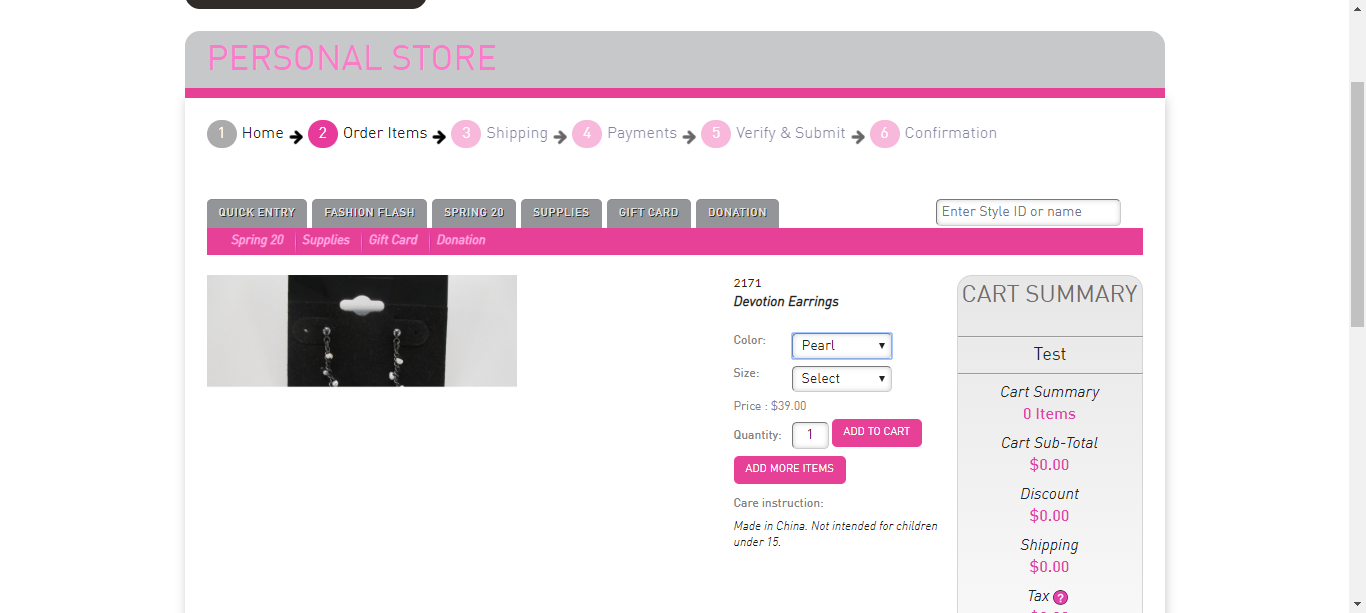 PERSONAL STORE
1 Home 2 Order Items 3 Shipping 4 Payments 5 Verify & Submit 6 Confirmation
QUICK ENTRY FASHION FLASH SPRING 20 SUPPLIES GIFT CARD DONATION
Enter Style ID or name
Spring 20 Supplies Gift Card Donation
2171
Devotion Earrings
Color: Pearl
Size: Select
Price : $39.00
Quantity: 1 ADD TO CART
ADD MORE ITEMS
Care instruction:
Made in China. Not intended for children
under 15.
CART SUMMARY
Test
Cart Summary
0 Items
Cart Sub-Total
$0.00
Discount
$0.00
Shipping
$0.00
Tax ?